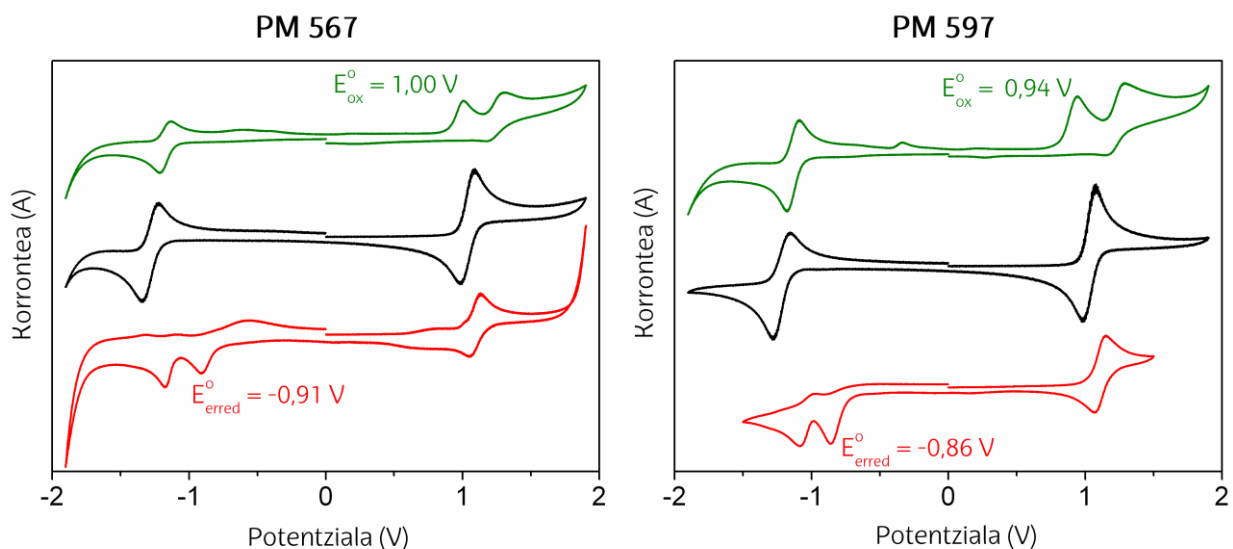 PM 567
E°ox = 1,00 V
E°erred = -0,91 V
Korrontea (A)
-2
-1
0
1
2
Potentziala (V)
PM 597
E°ox = 0,94 V
E°erred = -0,86 V
Korrontea (A)
-2
-1
0
1
2
Potentziala (V)